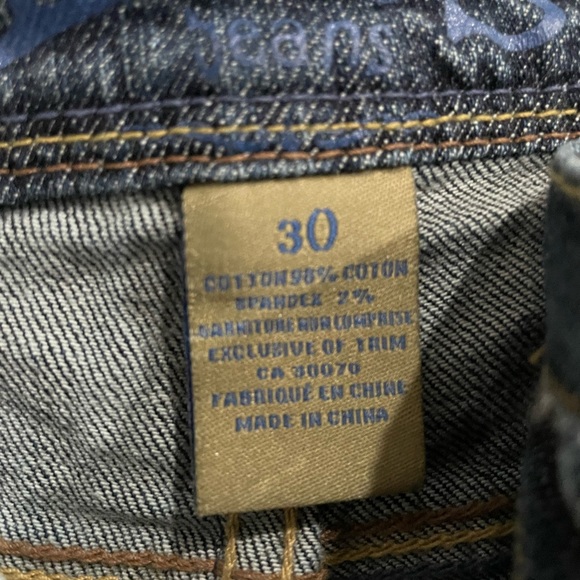 jeans
30
COTTON 98% COTON
SPANDEX 2%
GARNITURE NON COMPRISE
EXCLUSIVE OF TRIM
CA 30070
FABRIQUÉ EN CHINE
MADE IN CHINA